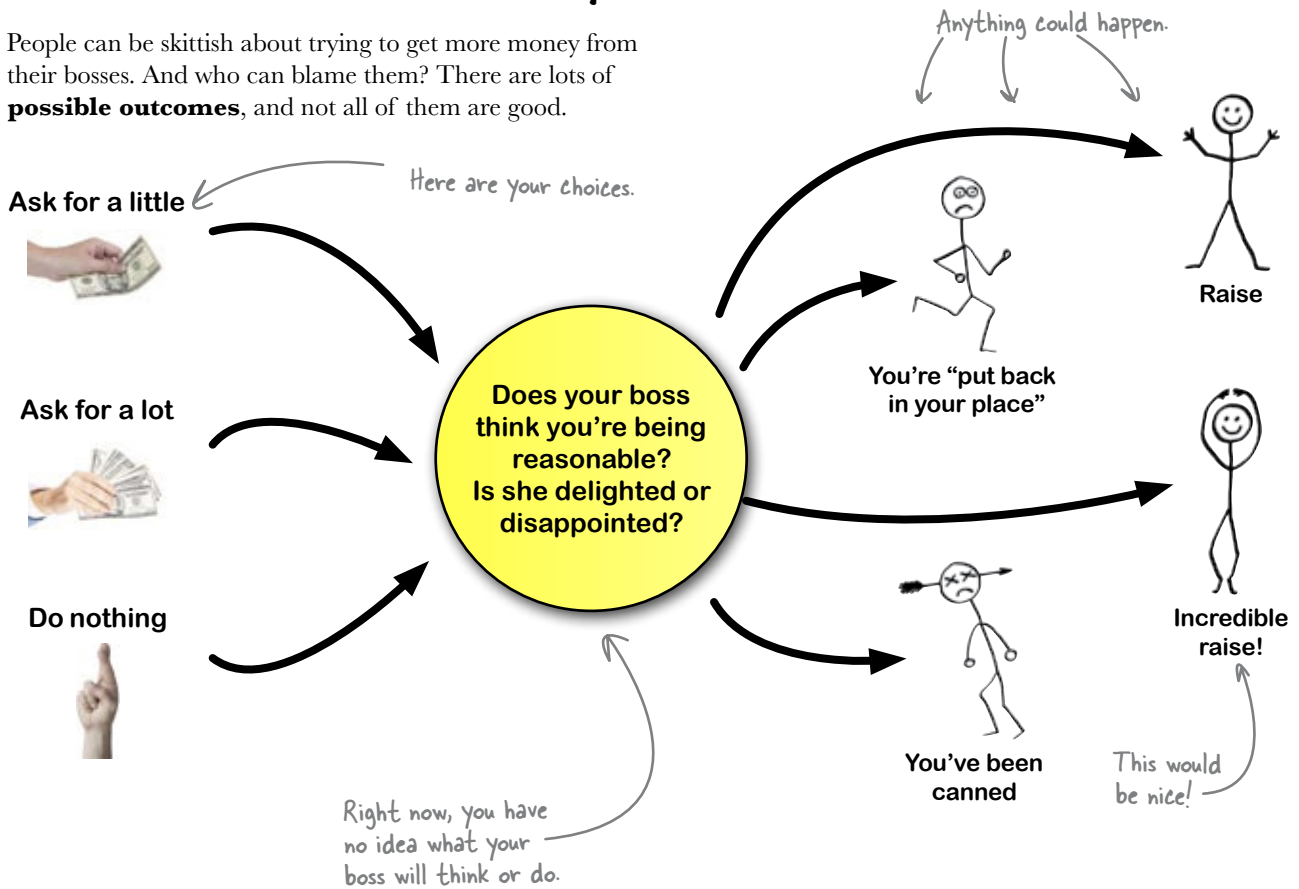 People can be skittish about trying to get more money from
their bosses. And who can blame them? There are lots of
possible outcomes, and not all of them are good.
Anything could happen.
Here are your choices.
Ask for a little
Ask for a lot
Do nothing
Does your boss
think you’re being
reasonable?
Is she delighted or
disappointed?
Raise
You’re “put back
in your place”
Incredible
raise!
You’ve been
canned
This would
be nice!
Right now, you have
no idea what your
boss will think or do.